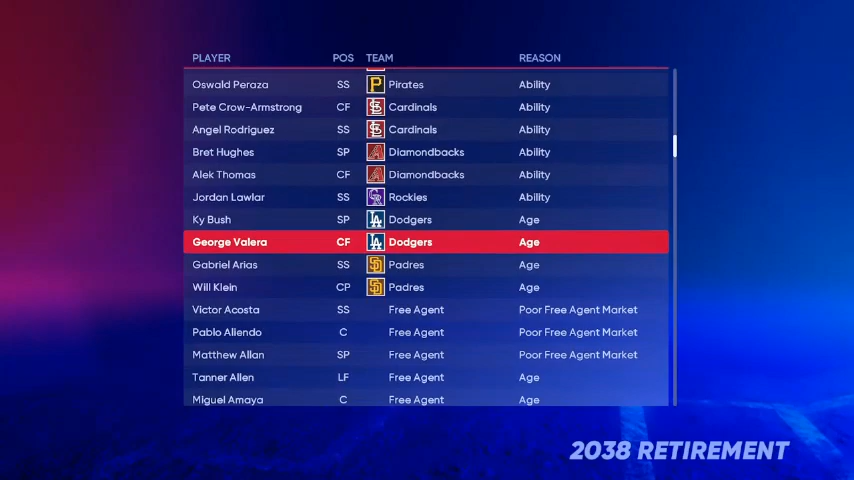 PLAYER POS TEAM REASON
Oswald Peraza SS Pirates Ability
Pete Crow-Armstrong CF Cardinals Ability
Angel Rodriguez SS Cardinals Ability
Bret Hughes SP Diamondbacks Ability
Alek Thomas CF Diamondbacks Ability
Jordan Lawlar SS Rockies Ability
Ky Bush SP Dodgers Age
George Valera CF Dodgers Age
Gabriel Arias SS Padres Age
Will Klein CP Padres Age
Victor Acosta SS Free Agent Poor Free Agent Market
Pablo Aliendo C Free Agent Poor Free Agent Market
Matthew Allan SP Free Agent Poor Free Agent Market
Tanner Allen LF Free Agent Age
Miguel Amaya C Free Agent Age
2038 RETIREMENT